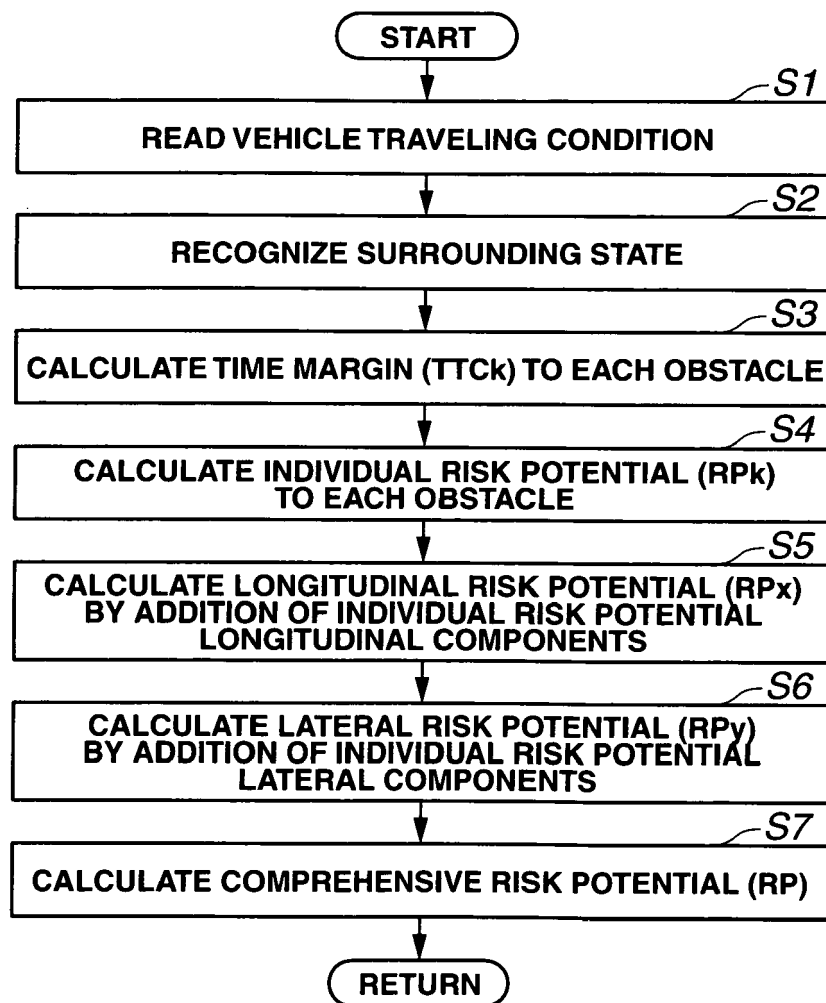 START
S1
READ VEHICLE TRAVELING CONDITION
S2
RECOGNIZE SURROUNDING STATE
S3
CALCULATE TIME MARGIN (TTCk) TO EACH OBSTACLE
S4
CALCULATE INDIVIDUAL RISK POTENTIAL (RPk)
TO EACH OBSTACLE
S5
CALCULATE LONGITUDINAL RISK POTENTIAL (RPx)
BY ADDITION OF INDIVIDUAL RISK POTENTIAL
LONGITUDINAL COMPONENTS
S6
CALCULATE LATERAL RISK POTENTIAL (RPy)
BY ADDITION OF INDIVIDUAL RISK POTENTIAL
LATERAL COMPONENTS
S7
CALCULATE COMPREHENSIVE RISK POTENTIAL (RP)
RETURN